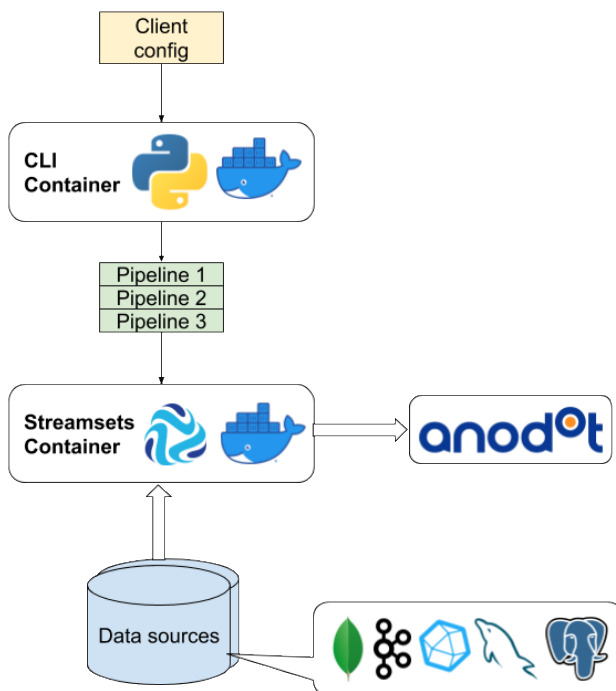 Client
config
CLI
Container
Pipeline 1
Pipeline 2
Pipeline 3
Streamsets
Container
anodot
Data sources